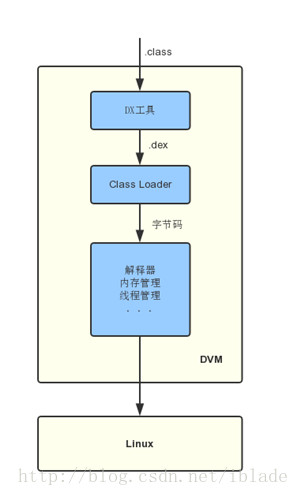 .class
DX工具
.dex
Class Loader
字节码
解释器
内存管理
线程管理
. . .
DVM
Linux
http://blog.csdn.net/iblade